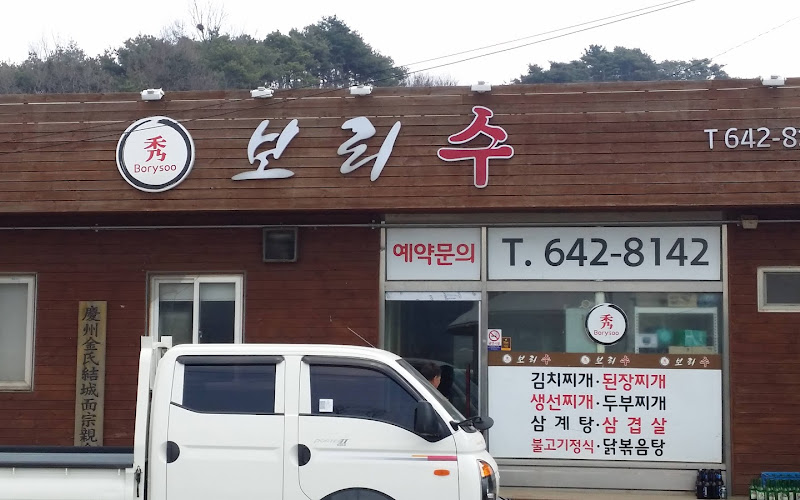 秀
Borysoo
보리수
T 642-8
예약문의
T. 642-8142
秀
Borysoo
보리수 보리수 보리수
김치찌개·된장찌개
생선찌개·두부찌개
삼계탕·삼겹살
불고기정식·닭볶음탕
慶州金氏結城面宗親